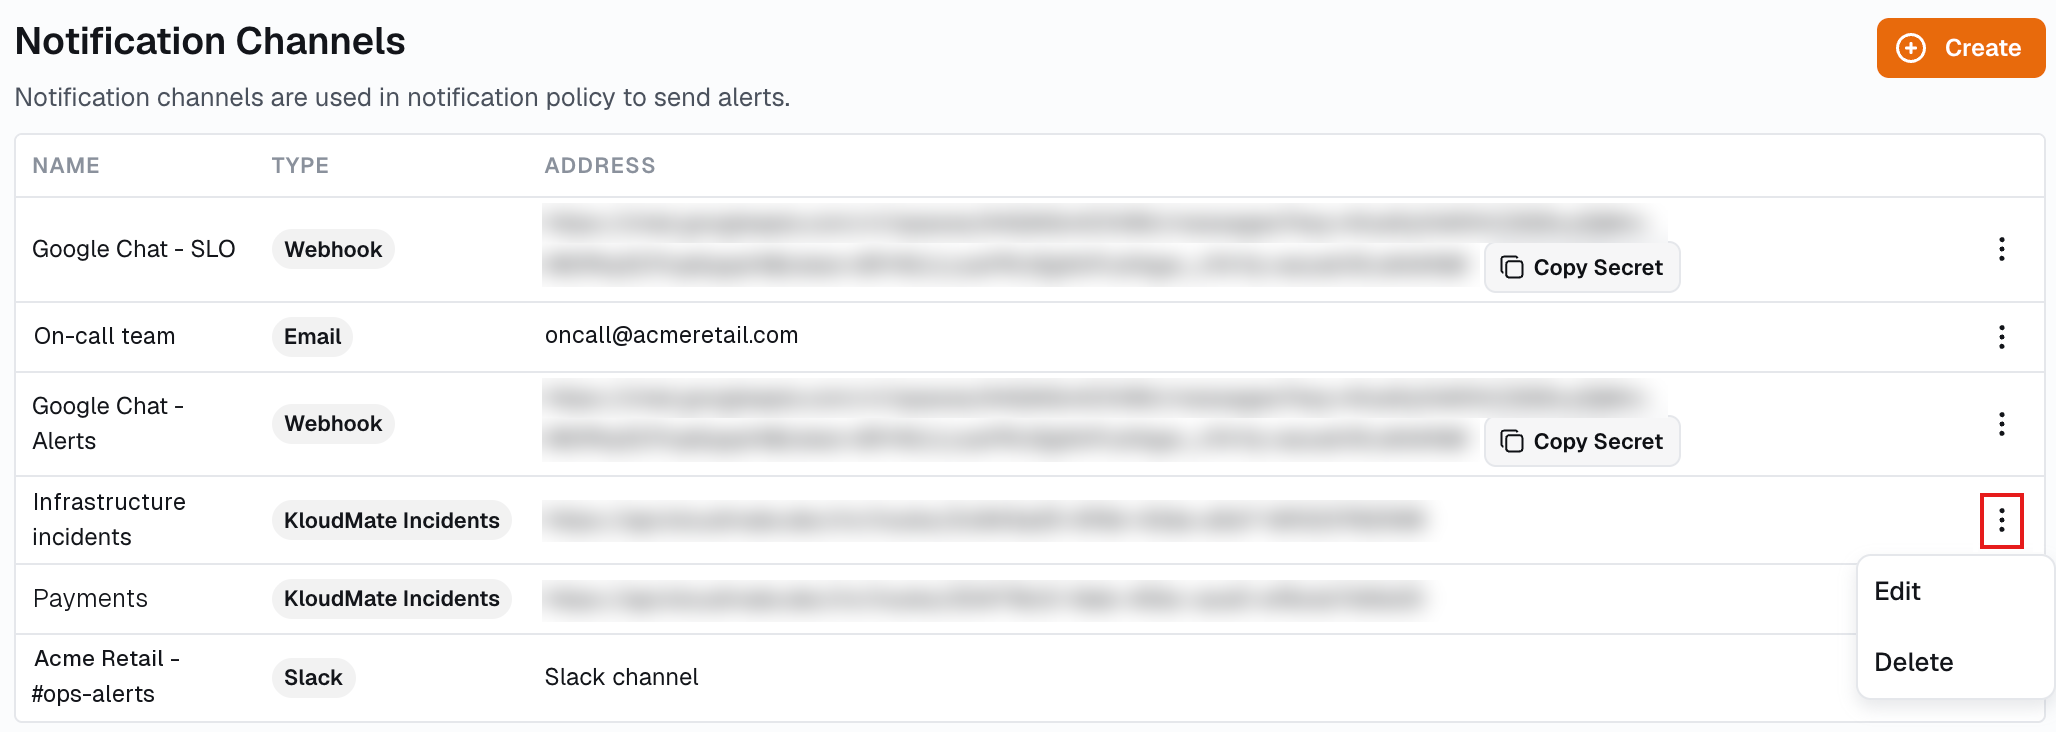 Notification Channels
Create
Notification channels are used in notification policy to send alerts.
NAME TYPE ADDRESS
Google Chat - SLO Webhook Copy Secret
On-call team Email oncall@acmeretail.com
Google Chat -
Alerts
Webhook Copy Secret
Infrastructure
incidents
KloudMate Incidents
Edit
Payments KloudMate Incidents
Delete
Acme Retail -
#ops-alerts
Slack Slack channel